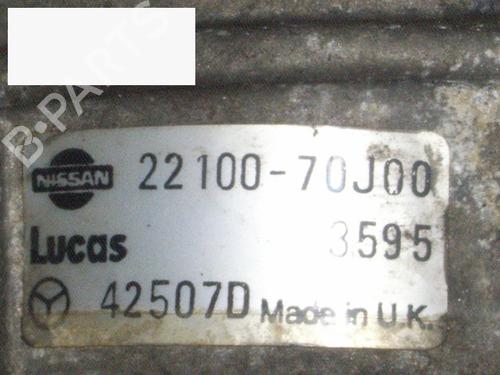 B-PARTS
NISSAN 22100-70J00
Lucas 3595
42507D Made in U.K.